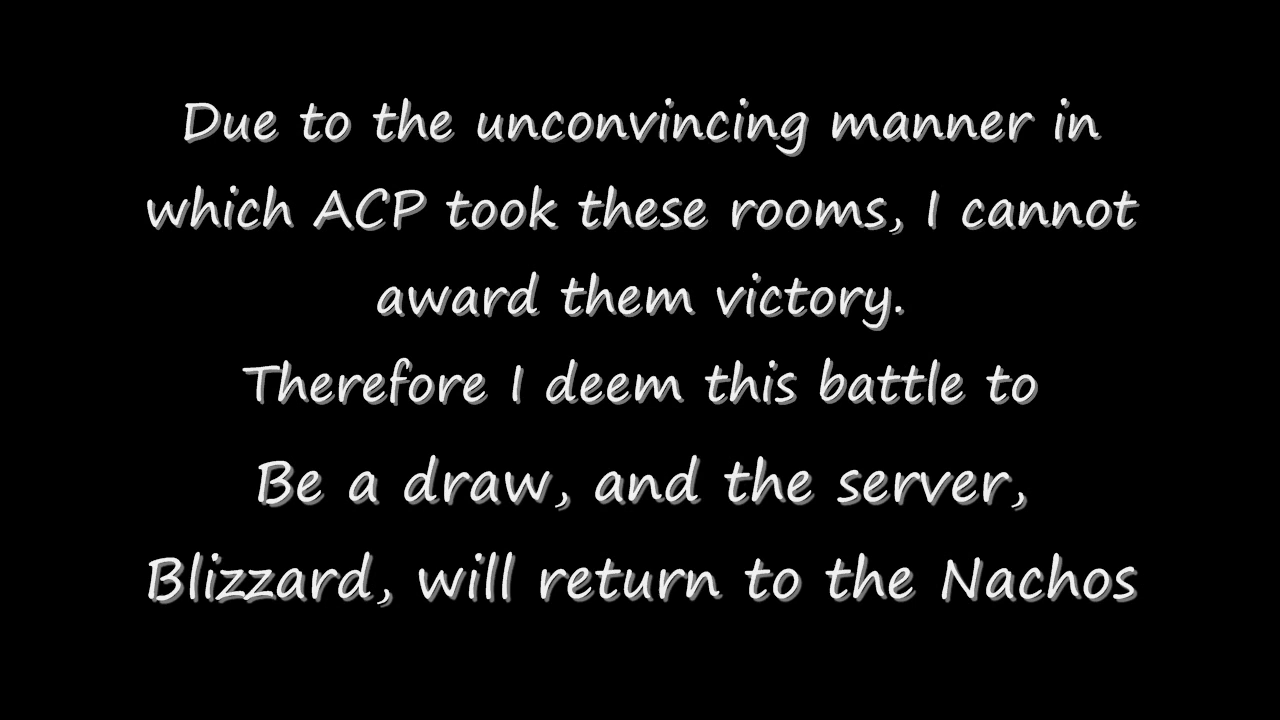 Due to the unconvincing manner in
which ACP took these rooms, I cannot
award them victory.
Therefore I deem this battle to
Be a draw, and the server,
Blizzard, will return to the Nachos